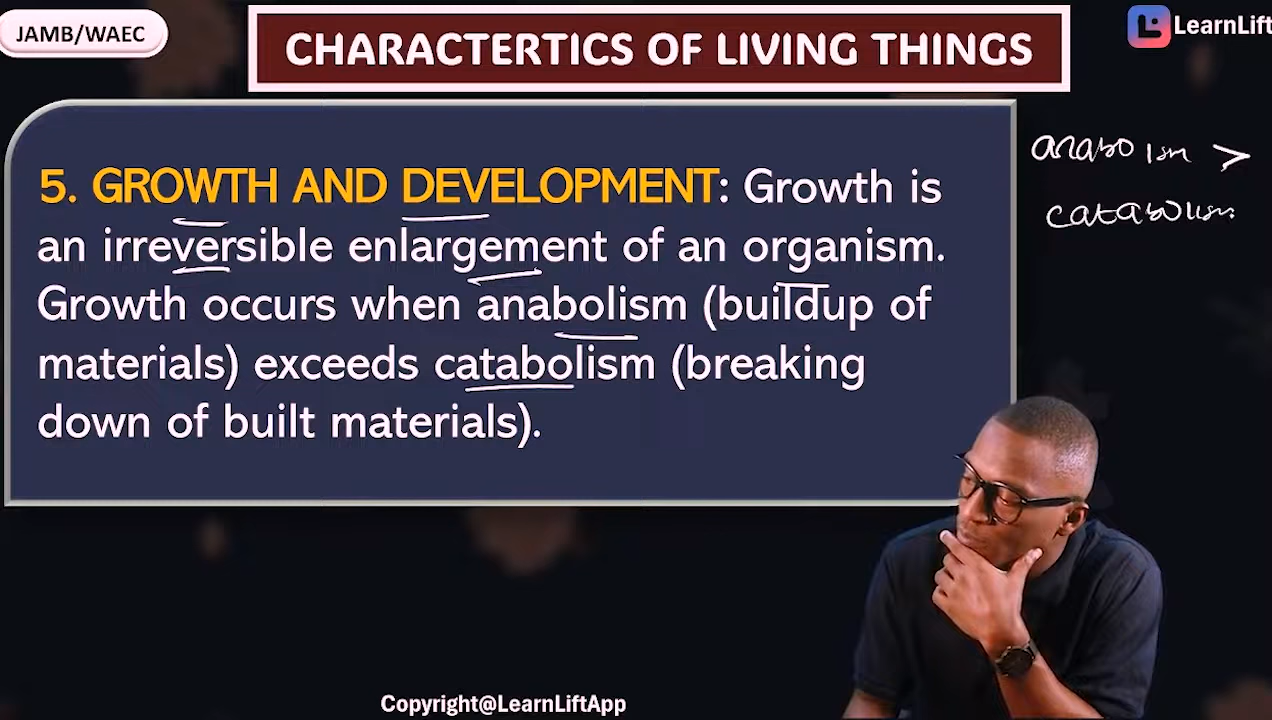 JAMB/WAEC
CHARACTERTICS OF LIVING THINGS
LearnLift
5. GROWTH AND DEVELOPMENT: Growth is
an irreversible enlargement of an organism.
Growth occurs when anabolism (buildup of
materials) exceeds catabolism (breaking
down of built materials).
anabolism >
catabolism
Copyright@LearnLiftApp